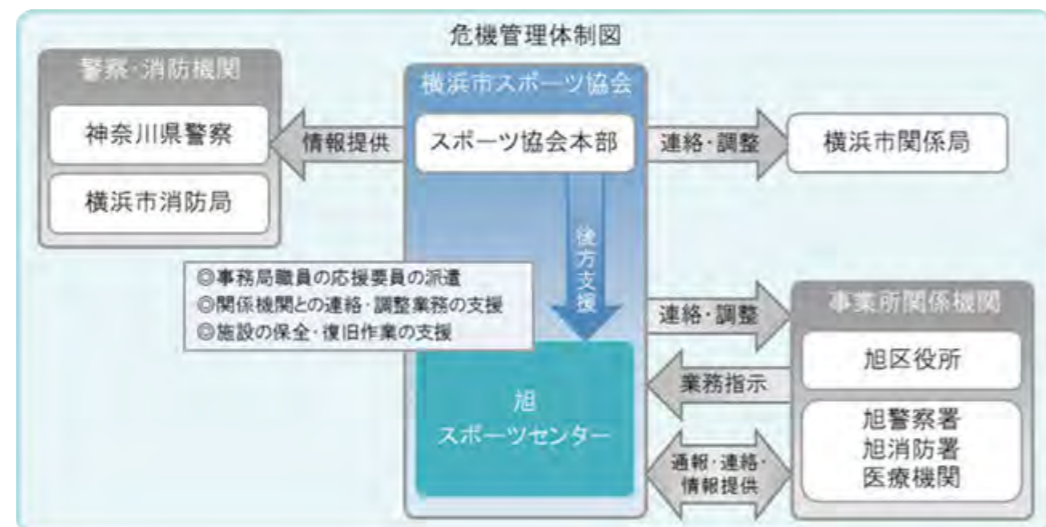 危機管理体制図
警察・消防機関
神奈川県警察
横浜市消防局
情報提供
横浜市スポーツ協会
スポーツ協会本部
連絡・調整
横浜市関係局
後方支援
◎事務局職員の応援要員の派遣
◎関係機関との連絡・調整業務の支援
◎施設の保全・復旧作業の支援
旭
スポーツセンター
連絡・調整
業務指示
通報・連絡・
情報提供
事業所関係機関
旭区役所
旭警察署
旭消防署
医療機関